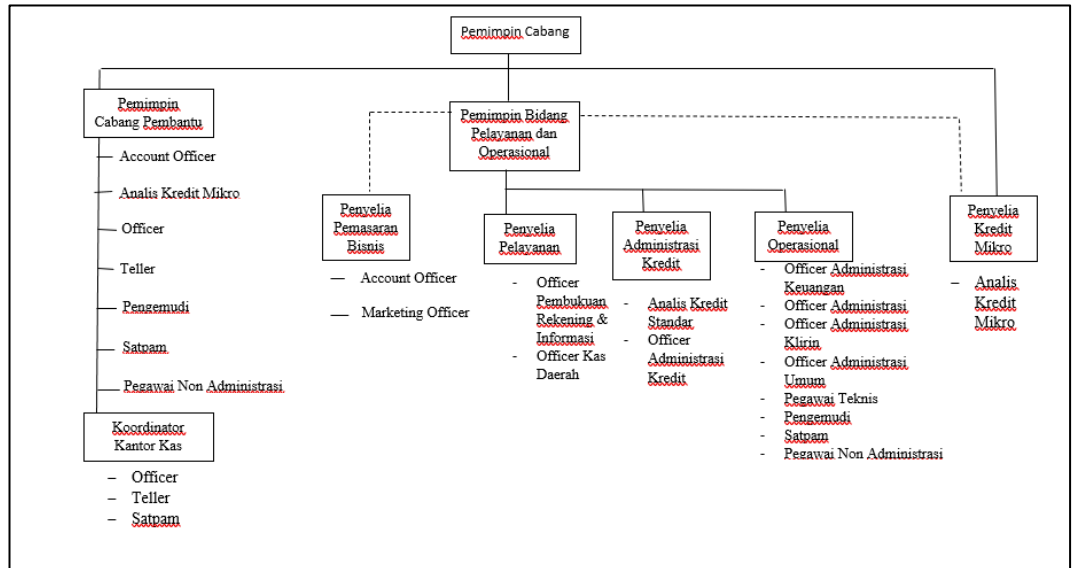 Pemimpin Cabang
Pemimpin
Cabang Pembantu
— Account Officer
— Analis Kredit Mikro
— Officer
— Teller
— Pengemudi
— Satpam
— Pegawai Non Administrasi
Koordinator
Kantor Kas
– Officer
– Teller
– Satpam
Pemimpin Bidang
Pelayanan dan
Operasional
Penyelia
Pemasaran
Bisnis
— Account Officer
— Marketing Officer
Penyelia
Pelayanan
- Officer
Pembukuan
Rekening &
Informasi
- Officer Kas
Daerah
Penyelia
Administrasi
Kredit
- Analis Kredit
Standar
- Officer
Administrasi
Kredit
Penyelia
Operasional
- Officer Administrasi
Keuangan
- Officer Administrasi
- Officer Administrasi
Klirin
- Officer Administrasi
Umum
- Pegawai Teknis
- Pengemudi
- Satpam
- Pegawai Non Administrasi
Penyelia
Kredit
Mikro
– Analis
Kredit
Mikro